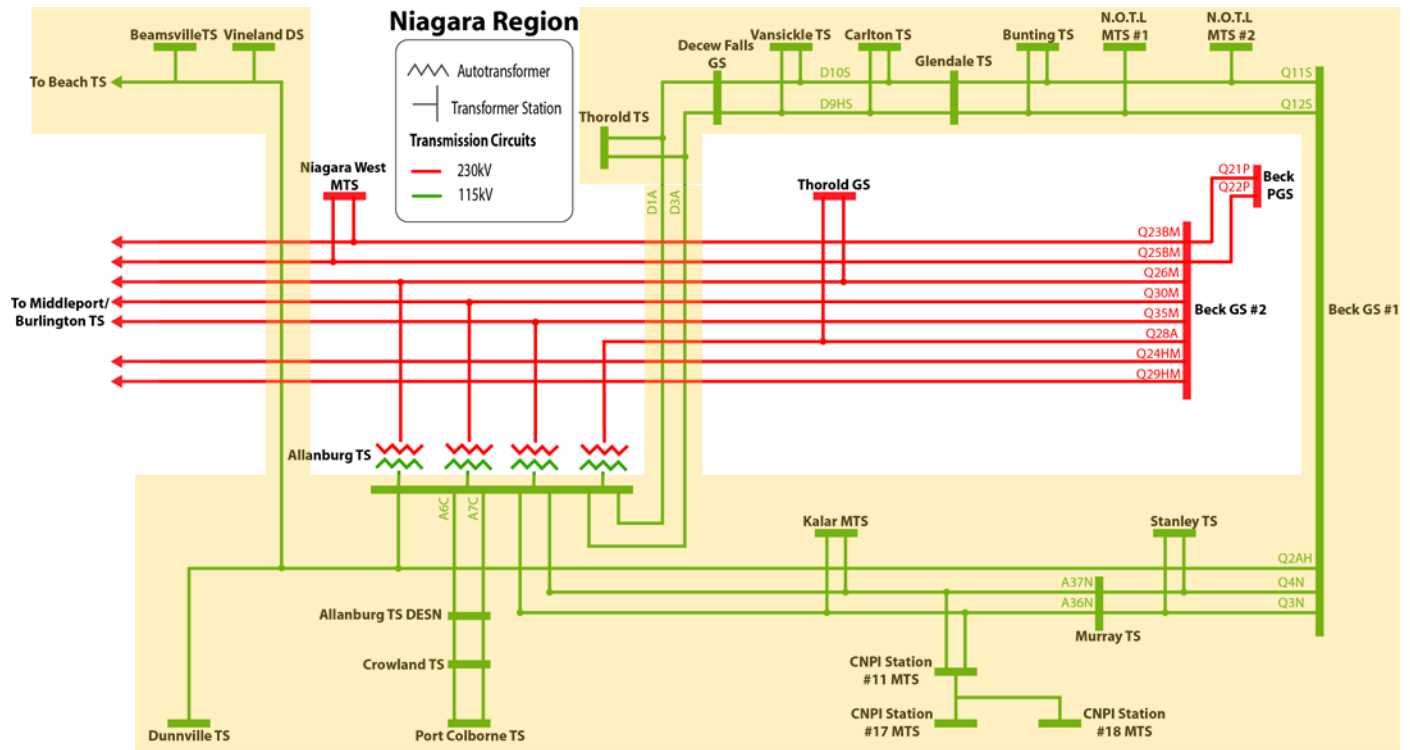 Niagara Region
Autotransformer
Transformer Station
Transmission Circuits
230kV
115kV
BeamsvilleTS
Vineland DS
To Beach TS
Decew Falls
GS
Vansickle TS
Carlton TS
Glendale TS
Bunting TS
N.O.T.L
MTS #1
N.O.T.L
MTS #2
D10S
D9HS
Q11S
Q12S
Thorold TS
D1A
D3A
Niagara West
MTS
Thorold GS
Q21P
Q22P
Beck
PGS
Q23BM
Q25BM
Q26M
Q30M
Q35M
Q28A
Q24HM
Q29HM
To Middleport/
Burlington TS
Beck GS #2
Beck GS #1
Allanburg TS
A6C
A7C
Kalar MTS
Stanley TS
Q2AH
A37N
Q4N
A36N
Q3N
Murray TS
Allanburg TS DESN
Crowland TS
CNPI Station
#11 MTS
Dunnville TS
Port Colborne TS
CNPI Station
#17 MTS
CNPI Station
#18 MTS